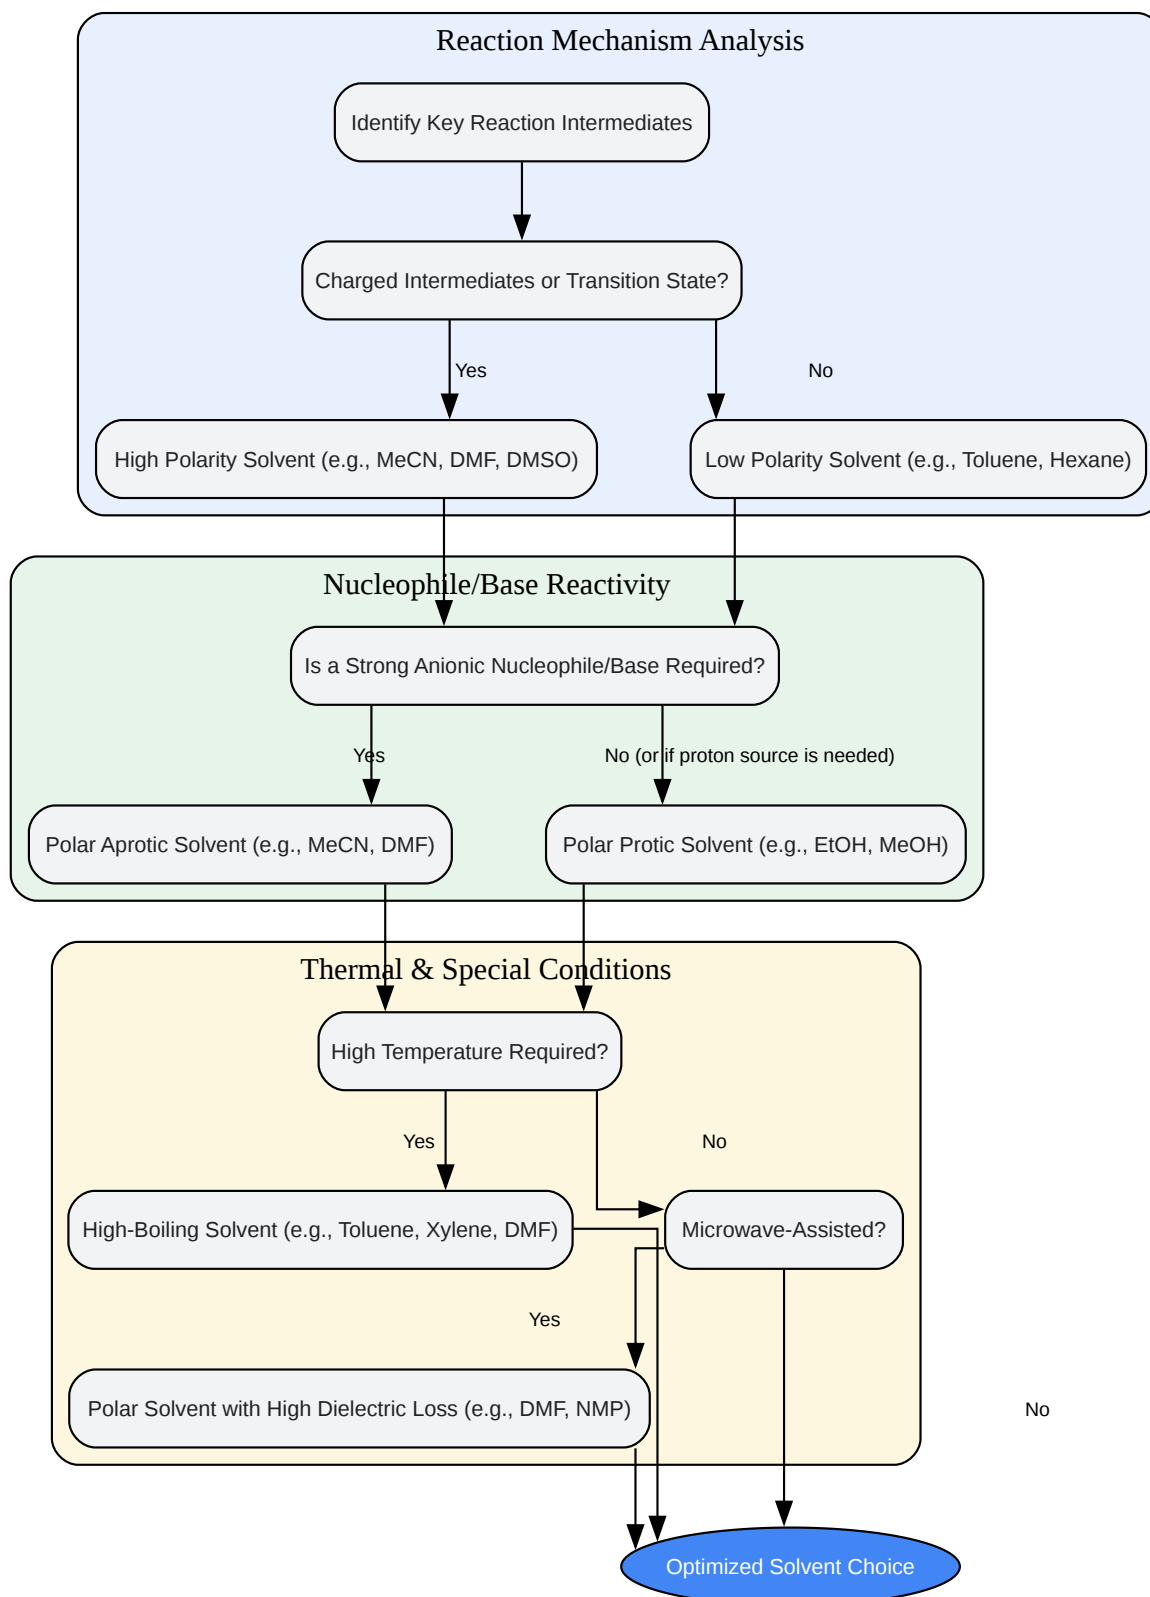 Reaction Mechanism Analysis
Identify Key Reaction Intermediates
Charged Intermediates or Transition State?
Yes
No
High Polarity Solvent (e.g., MeCN, DMF, DMSO)
Low Polarity Solvent (e.g., Toluene, Hexane)
Nucleophile/Base Reactivity
Is a Strong Anionic Nucleophile/Base Required?
Yes
No (or if proton source is needed)
Polar Aprotic Solvent (e.g., MeCN, DMF)
Polar Protic Solvent (e.g., EtOH, MeOH)
Thermal & Special Conditions
High Temperature Required?
Yes
No
High-Boiling Solvent (e.g., Toluene, Xylene, DMF)
Microwave-Assisted?
Yes
Polar Solvent with High Dielectric Loss (e.g., DMF, NMP)
No
Optimized Solvent Choice